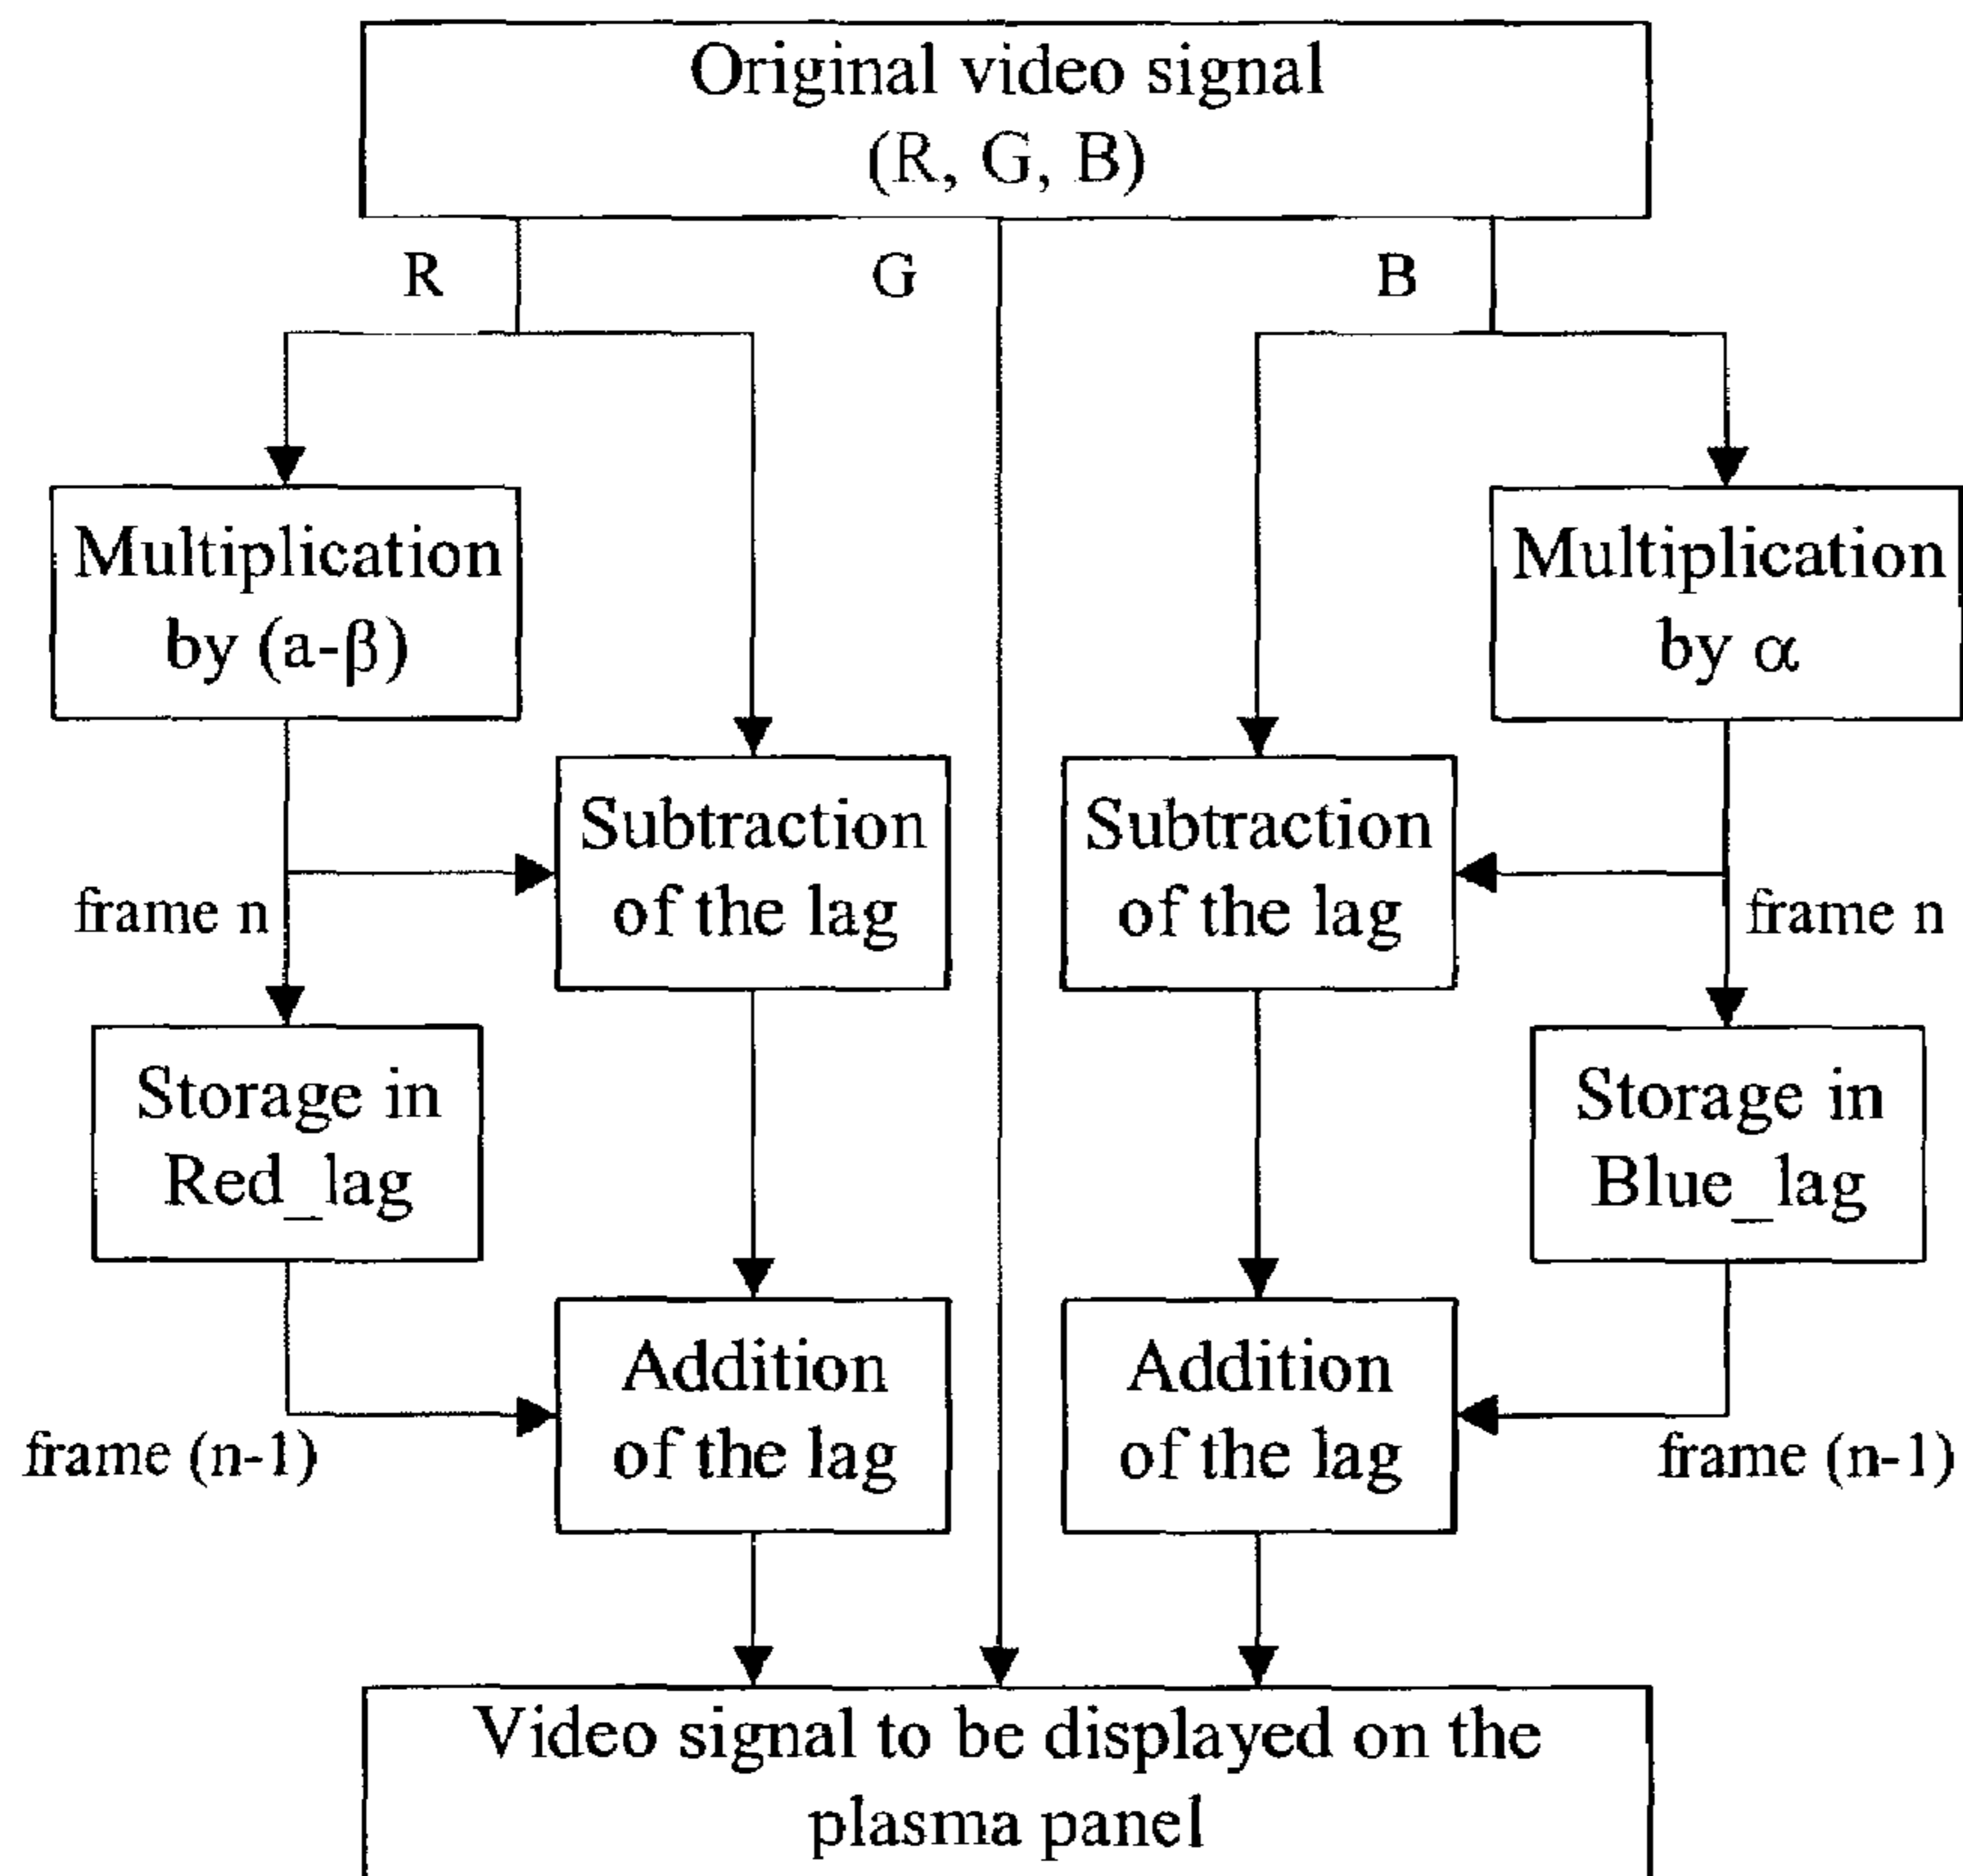 Original video signal
(R, G, B)
R
G
B
Multiplication
by (a-β)
Multiplication
by α
Subtraction
of the lag
Subtraction
of the lag
frame n
frame n
Storage in
Red_lag
Storage in
Blue_lag
Addition
of the lag
Addition
of the lag
frame (n-1)
frame (n-1)
Video signal to be displayed on the
plasma panel